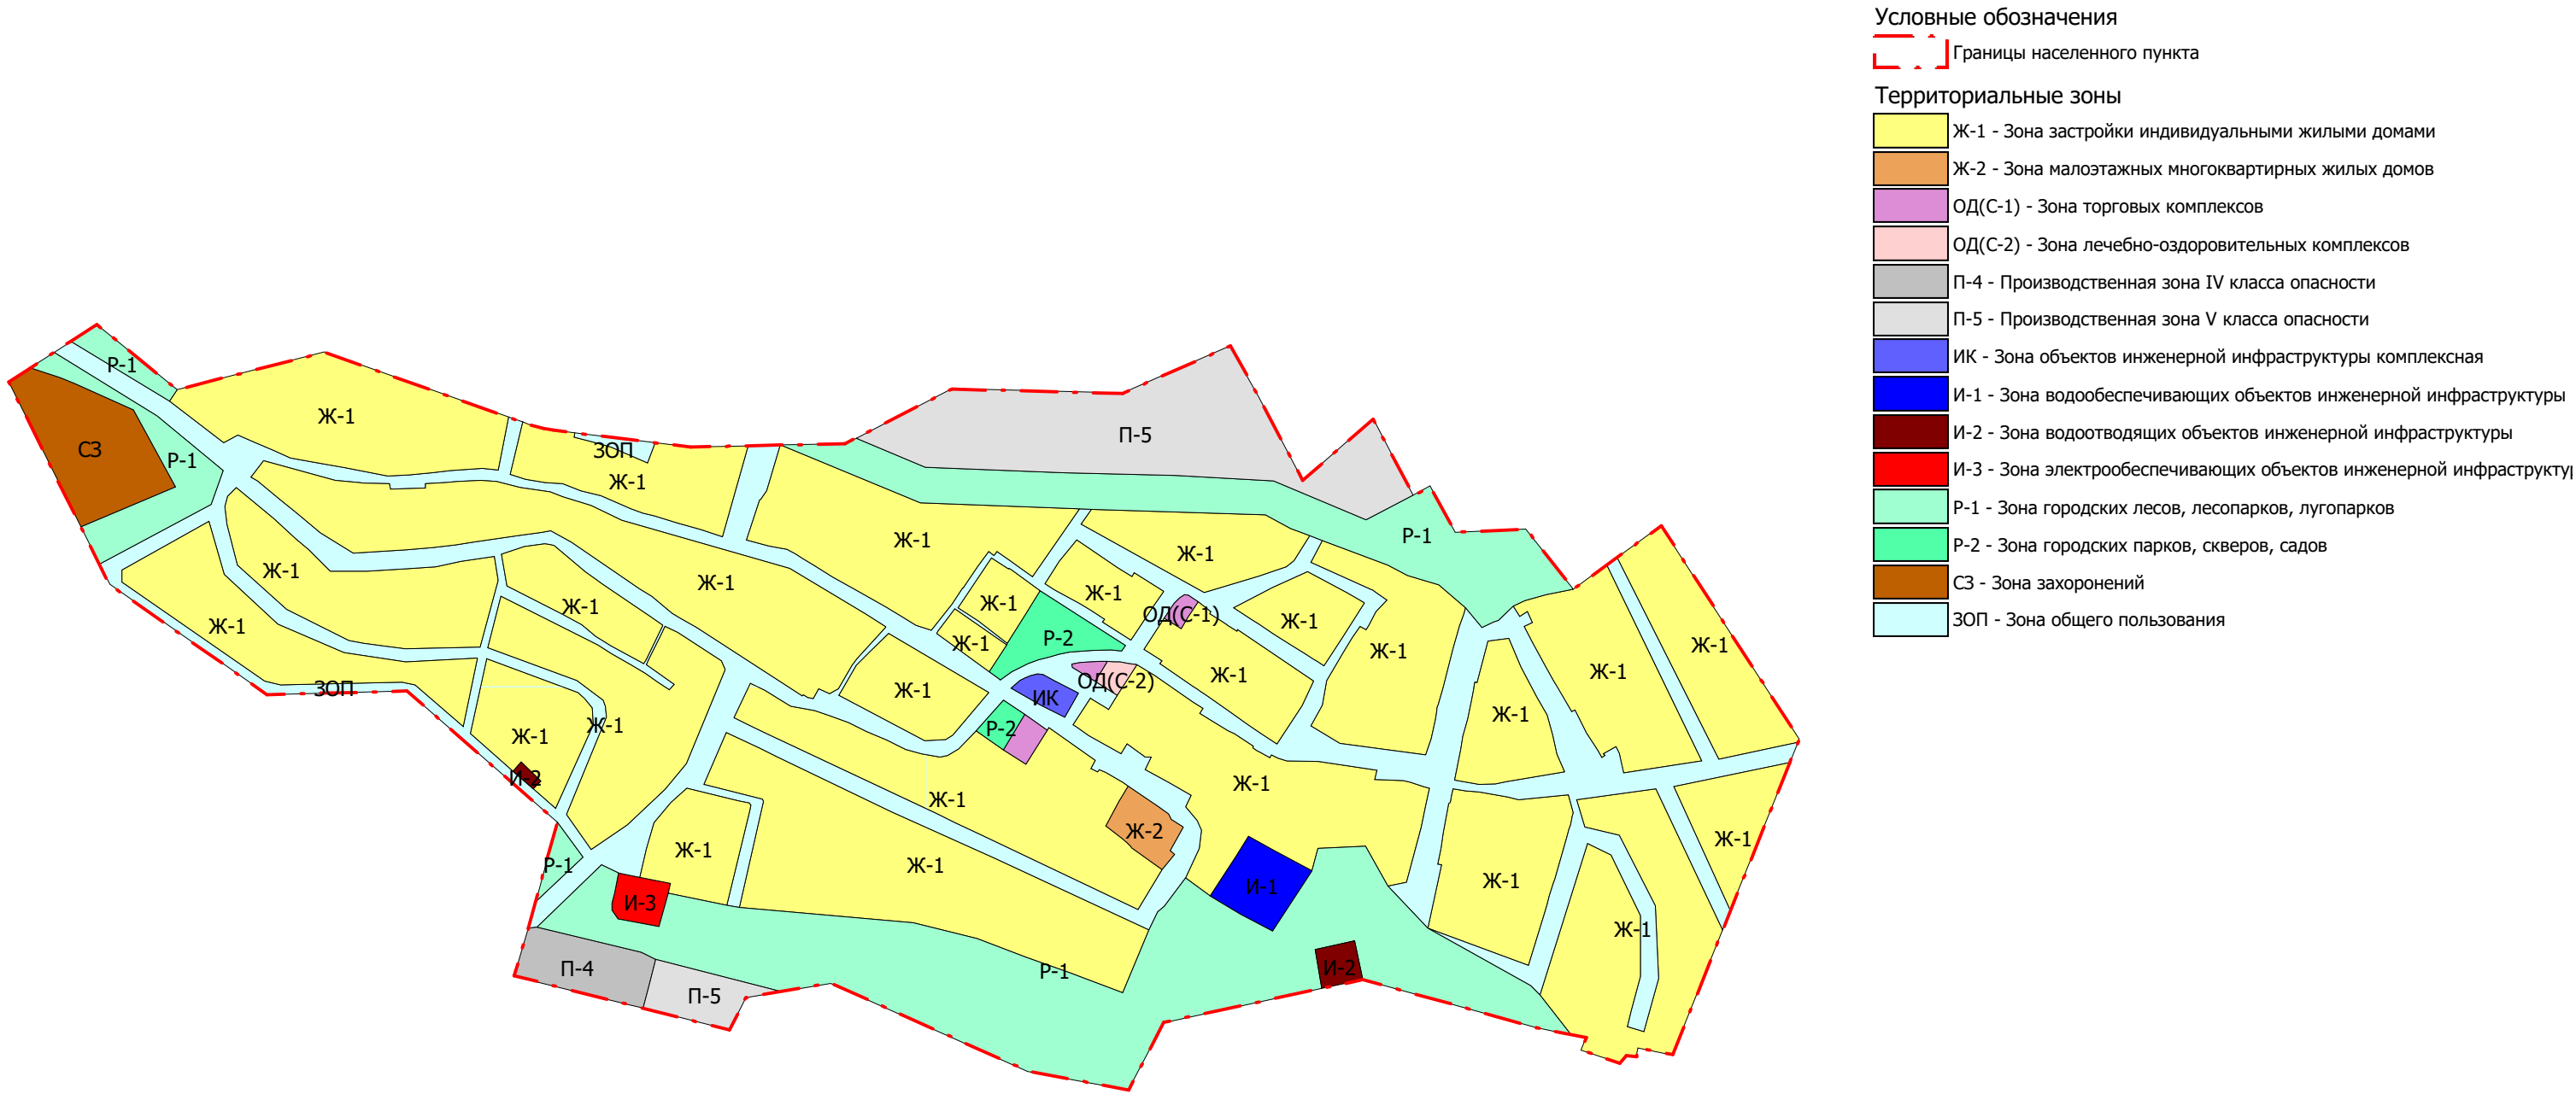 Условные обозначения
Границы населенного пункта
Территориальные зоны
Ж-1 - Зона застройки индивидуальными жилыми домами
Ж-2 - Зона малоэтажных многоквартирных жилых домов
ОД(С-1) - Зона торговых комплексов
ОД(С-2) - Зона лечебно-оздоровительных комплексов
П-4 - Производственная зона IV класса опасности
П-5 - Производственная зона V класса опасности
ИК - Зона объектов инженерной инфраструктуры комплексная
И-1 - Зона водообеспечивающих объектов инженерной инфраструктуры
И-2 - Зона водоотводящих объектов инженерной инфраструктуры
И-3 - Зона электрообеспечивающих объектов инженерной инфраструкту
Р-1 - Зона городских лесов, лесопарков, лугопарков
Р-2 - Зона городских парков, скверов, садов
СЗ - Зона захоронений
ЗОП - Зона общего пользования
Р-1
Ж-1
П-5
СЗ
Р-1
ЗОП
Ж-1
Р-1
Ж-1
Ж-1
Ж-1
Ж-1
Ж-1
Ж-1
Ж-1
Ж-1
ОД(С-1)
Ж-1
Ж-1
Р-2
Ж-1
Ж-1
Ж-1
Ж-1
Ж-1
ЗОП
Ж-1
ОД(С-2)
ИК
Ж-1
Ж-1
Ж-1
Ж-1
Р-2
И-2
Ж-1
Ж-1
Ж-2
Ж-1
Ж-1
Р-1
Ж-1
И-1
Ж-1
И-3
Ж-1
П-4
Р-1
И-2
П-5